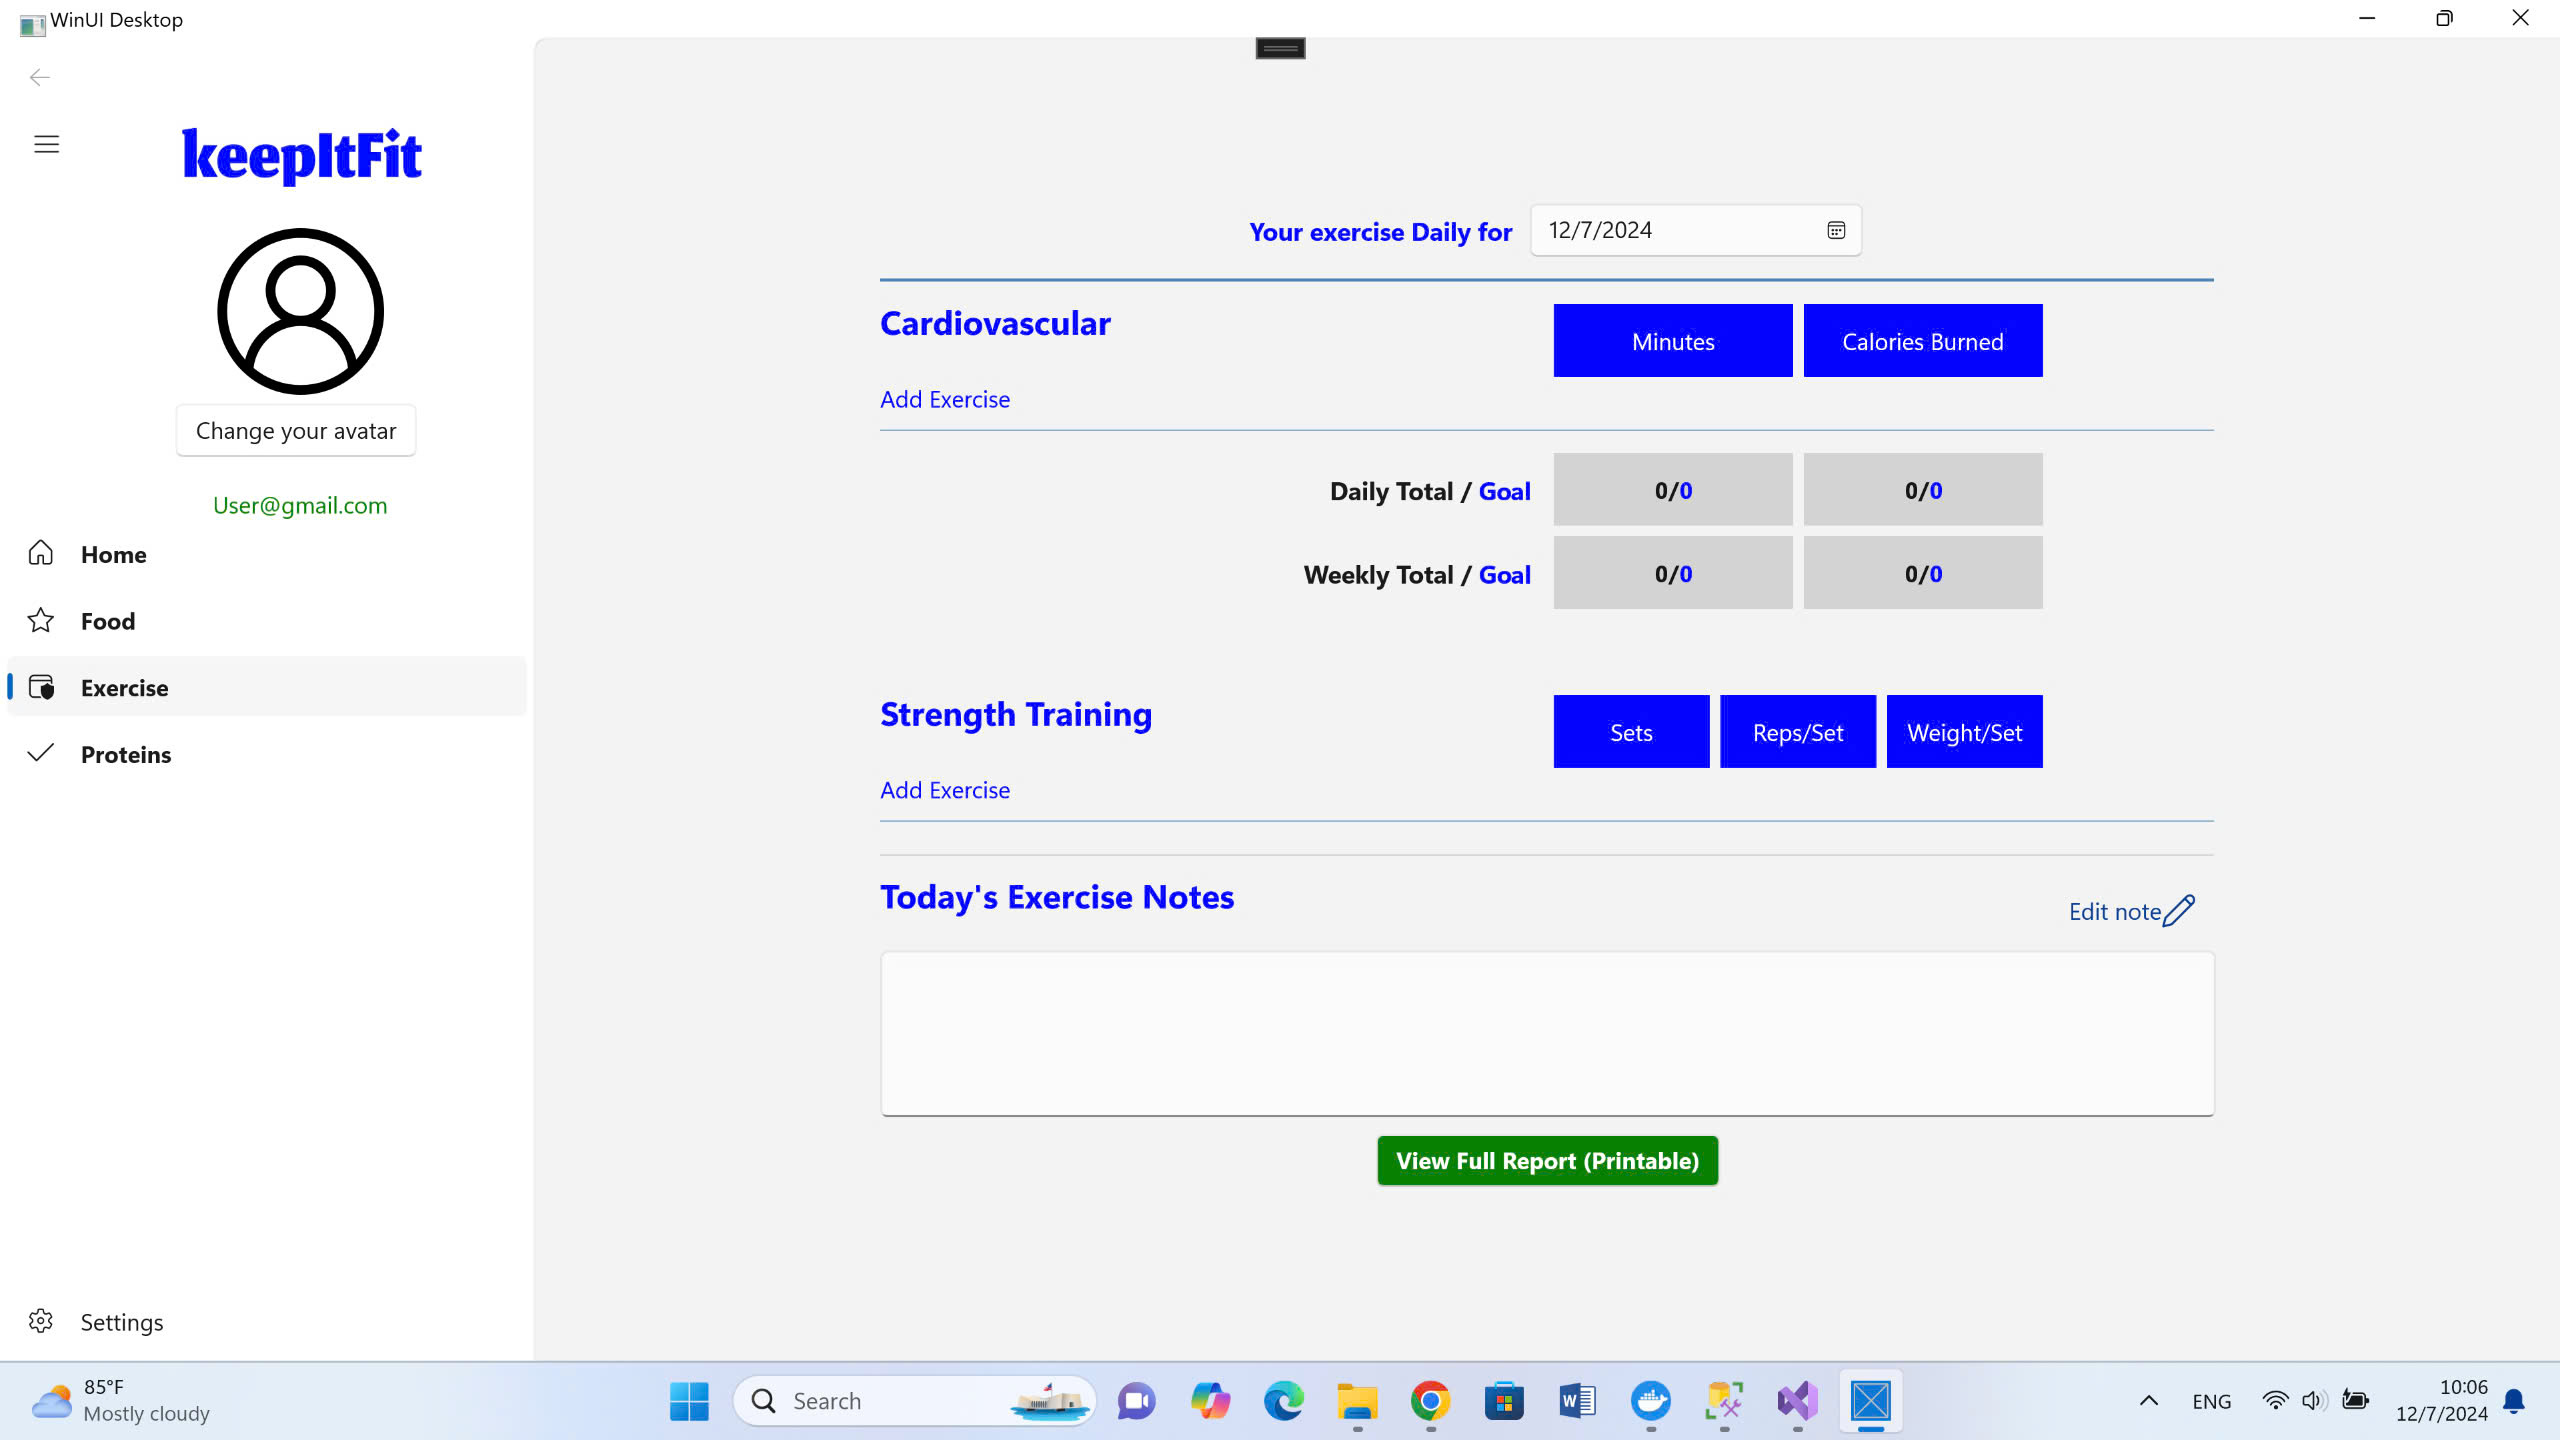 WinUI Desktop
keepItFit
Change your avatar
User@gmail.com
Home
Food
Exercise
Proteins
Settings
Your exercise Daily for 12/7/2024
Cardiovascular Minutes Calories Burned
Add Exercise
Daily Total / Goal 0/0 0/0
Weekly Total / Goal 0/0 0/0
Strength Training Sets Reps/Set Weight/Set
Add Exercise
Today's Exercise Notes
Edit note
View Full Report (Printable)
85°F
Mostly cloudy
Search
ENG
10:06
12/7/2024